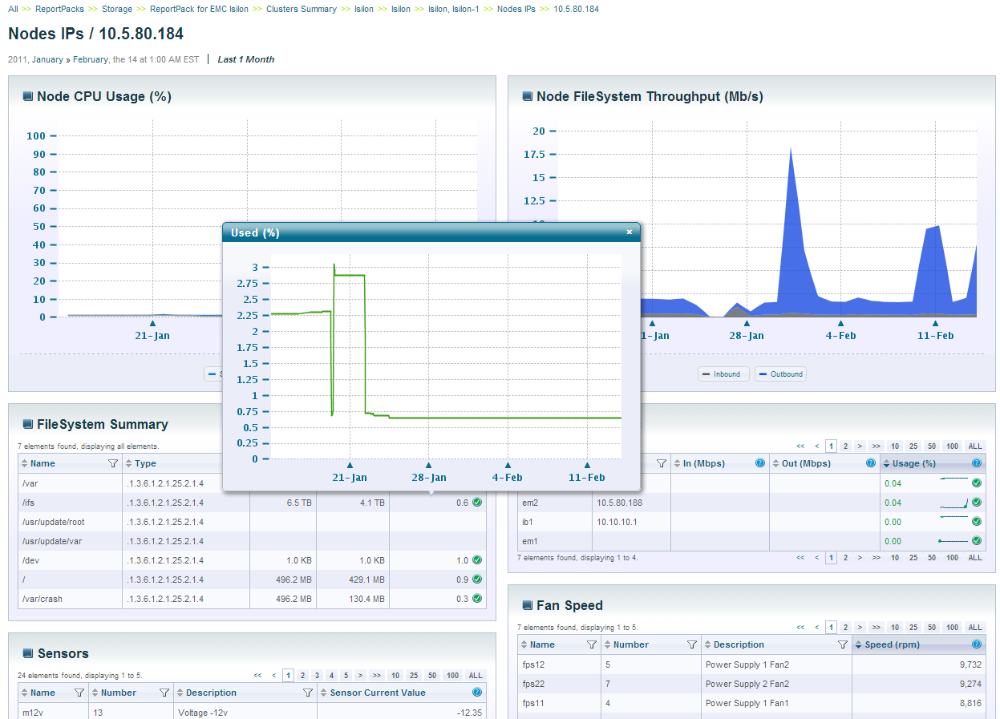 All >> ReportPacks >> Storage >> ReportPack for EMC Isilon >> Clusters Summary >> Isilon >> Isilon >> Isilon, Isilon-1 >> Nodes IPs >> 10.5.80.184
Nodes IPs / 10.5.80.184
2011, January » February, the 14 at 1:00 AM EST | Last 1 Month
Node CPU Usage (%)
100
90
80
70
60
50
40
30
20
10
0
21-Jan
Node FileSystem Throughput (Mb/s)
20
17.5
15
12.5
1-Jan
28-Jan
4-Feb
11-Feb
Inbound
Outbound
Used (%)
×
3
2.75
2.5
2.25
2
1.75
1.5
1.25
1
0.75
0.5
0.25
0
21-Jan
28-Jan
4-Feb
11-Feb
FileSystem Summary
7 elements found, displaying all elements.
Name Type
/var .1.3.6.1.2.1.25.2.1.4
/ifs .1.3.6.1.2.1.25.2.1.4 6.5 TB 4.1 TB 0.6
/usr/update/root .1.3.6.1.2.1.25.2.1.4
/usr/update/var .1.3.6.1.2.1.25.2.1.4
/dev .1.3.6.1.2.1.25.2.1.4 1.0 KB 1.0 KB 1.0
/ .1.3.6.1.2.1.25.2.1.4 496.2 MB 429.1 MB 0.9
/var/crash .1.3.6.1.2.1.25.2.1.4 496.2 MB 130.4 MB 0.3
<< < 1 2 > >> 10 25 50 100 ALL
In (Mbps) ? Out (Mbps) ? Usage (%) ?
0.04
em2 10.5.80.188 0.04
ib1 10.10.10.1 0.00
em1 0.00
7 elements found, displaying 1 to 4. << < 1 2 > >> 10 25 50 100 ALL
Sensors
24 elements found, displaying 1 to 5. << < 1 2 3 4 5 > >> 10 25 50 100 ALL
Name Number Description Sensor Current Value ?
m12v 13 Voltage -12v -12.35
Fan Speed
7 elements found, displaying 1 to 5. << < 1 2 > >> 10 25 50 100 ALL
Name Number Description Speed (rpm) ?
fps12 5 Power Supply 1 Fan2 9,732
fps22 7 Power Supply 2 Fan2 9,274
fps11 4 Power Supply 1 Fan1 8,816